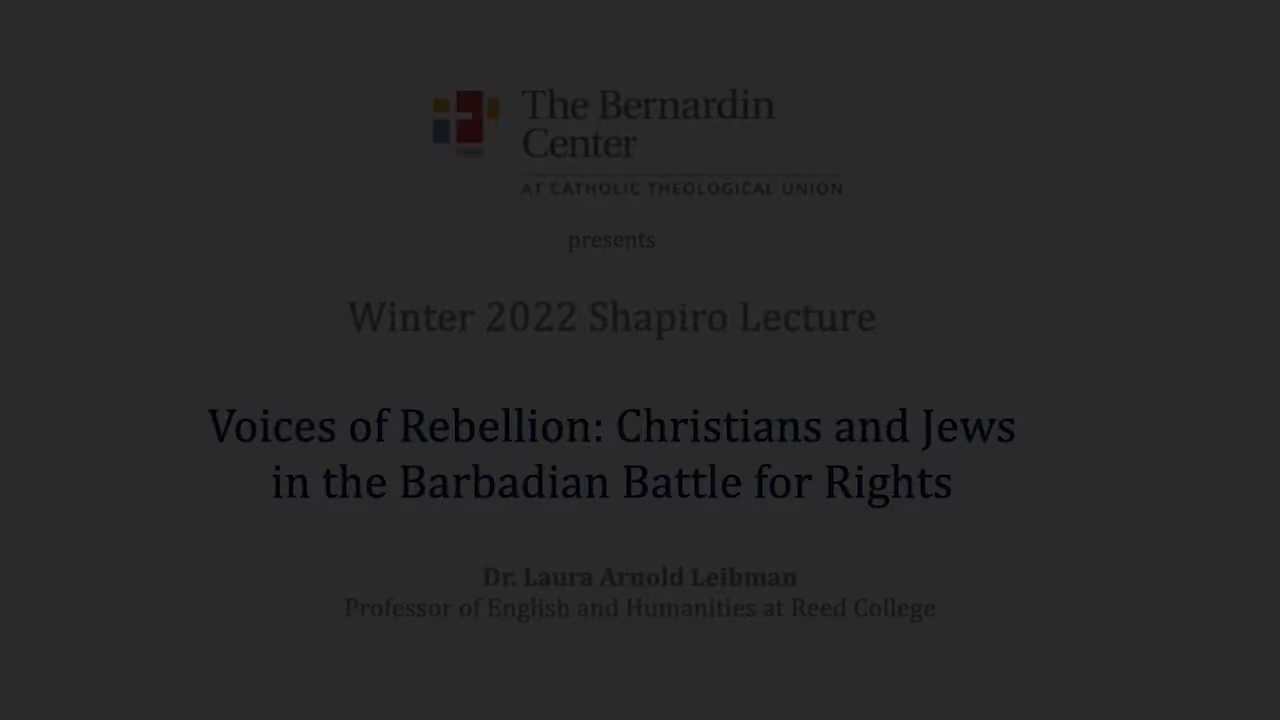 The Bernardin
Center
AT CATHOLIC THEOLOGICAL UNION
presents
Winter 2022 Shapiro Lecture
Voices of Rebellion: Christians and Jews
in the Barbadian Battle for Rights
Dr. Laura Arnold Leibman
Professor of English and Humanities at Reed College